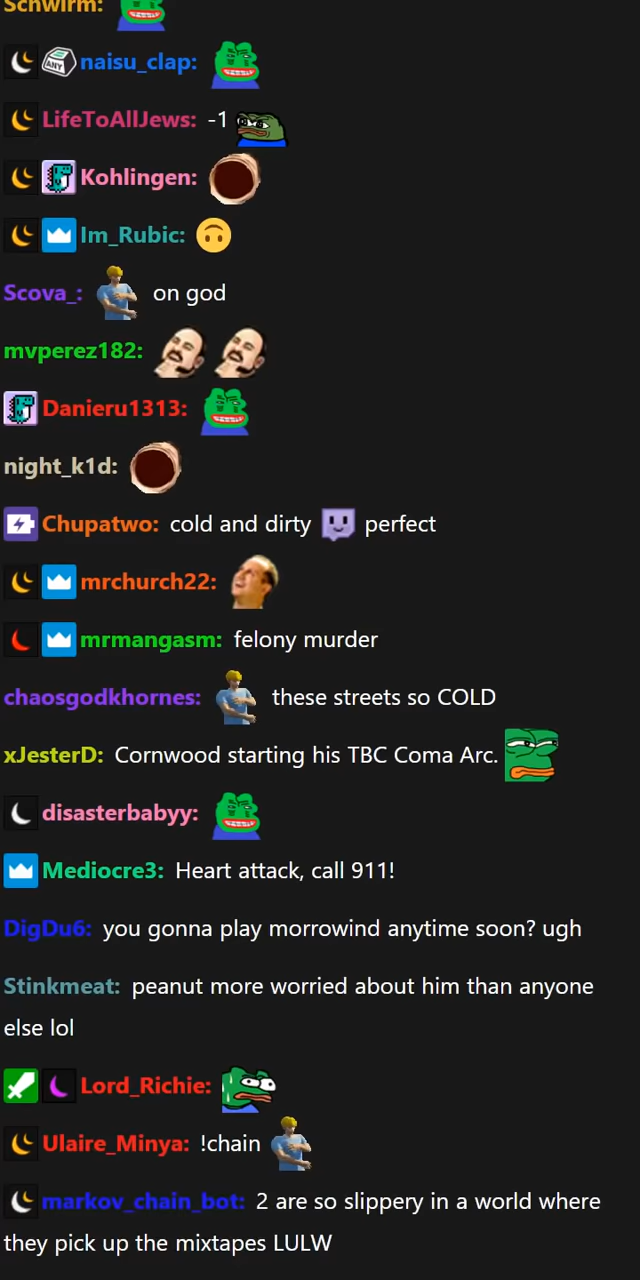 Schwirm:
ANY naisu_clap:
LifeToAllJews: -1
Kohlingen:
Im_Rubic:
Scova_: on god
mvperez182:
Danieru1313:
night_k1d:
Chupatwo: cold and dirty perfect
mrchurch22:
mrmangasm: felony murder
chaosgodkhornes: these streets so COLD
xJesterD: Cornwood starting his TBC Coma Arc.
disasterbabyy:
Mediocre3: Heart attack, call 911!
DigDu6: you gonna play morrowind anytime soon? ugh
Stinkmeat: peanut more worried about him than anyone
else lol
Lord_Richie:
Ulaire_Minya: !chain
markov_chain_bot: 2 are so slippery in a world where
they pick up the mixtapes LULW